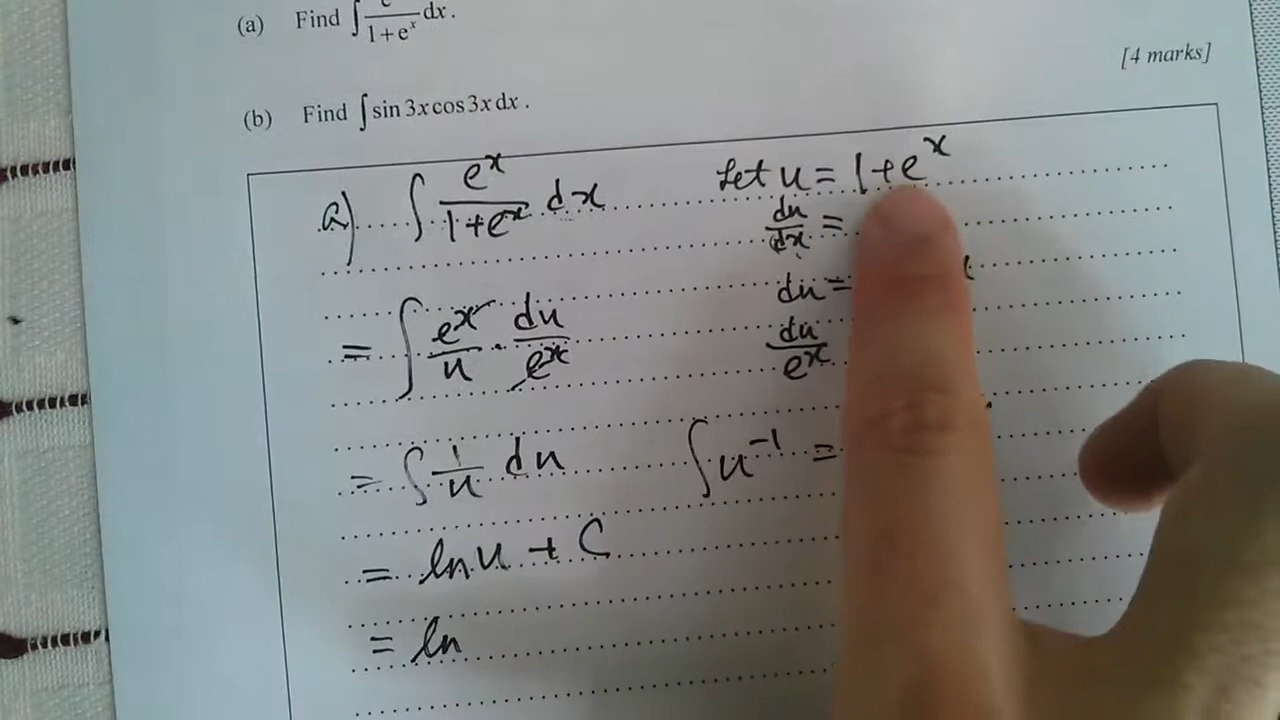 (a) Find ∫ e/1+eˣ dx.
[4 marks]
(b) Find ∫ sin 3x cos 3x dx.
a) ∫ eˣ/1+eˣ dx
Let u = 1+eˣ
du/dx =
du =
du/eˣ
= ∫ eˣ/u · du/eˣ
= ∫ 1/u du
∫ u⁻¹ =
= ln u + C
= ln